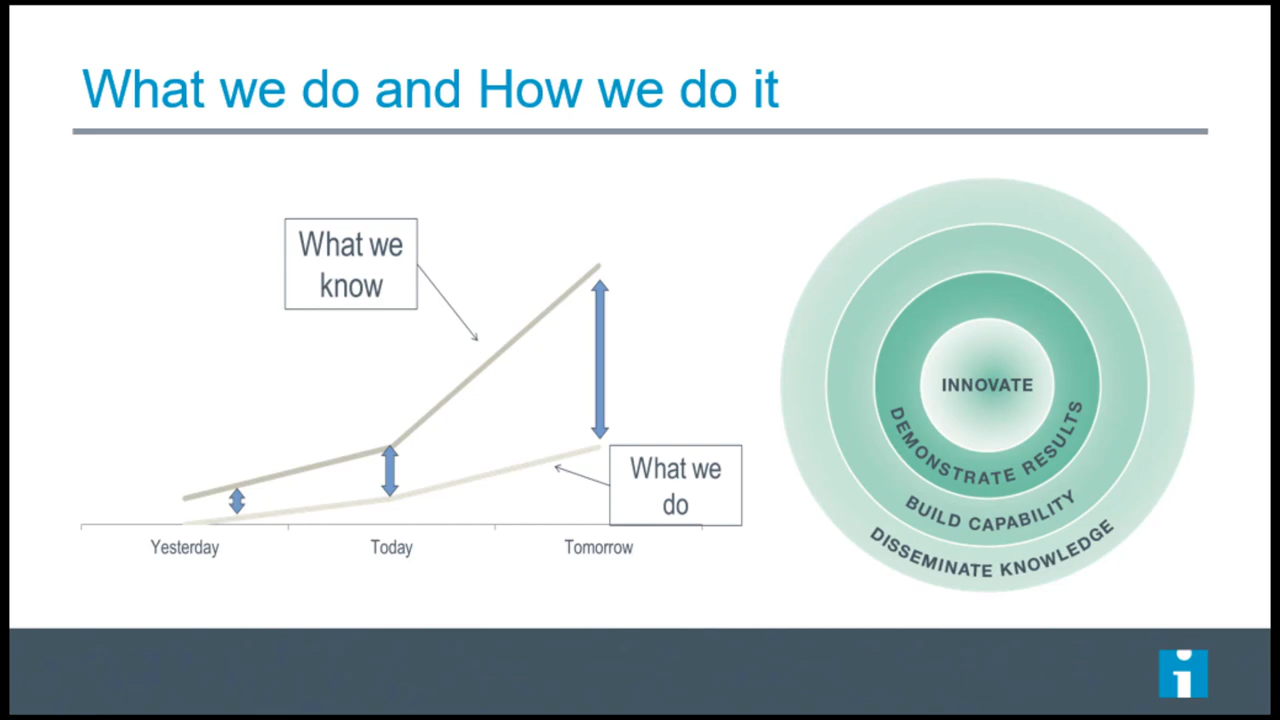 What we do and How we do it
What we
know
What we
do
Yesterday
Today
Tomorrow
INNOVATE
DEMONSTRATE RESULTS
BUILD CAPABILITY
DISSEMINATE KNOWLEDGE
i